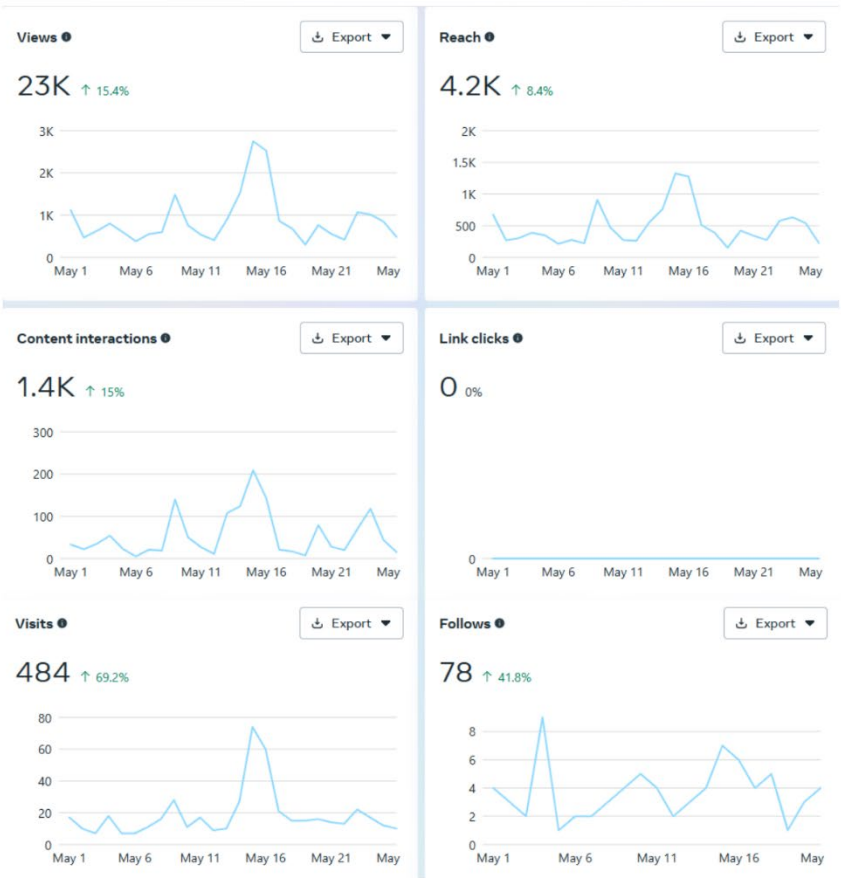 Views
Export
23K ↑ 15.4%
3K
2K
1K
0
May 1 May 6 May 11 May 16 May 21 May
Reach
Export
4.2K ↑ 8.4%
2K
1.5K
1K
500
0
May 1 May 6 May 11 May 16 May 21 May
Content interactions
Export
1.4K ↑ 15%
300
200
100
0
May 1 May 6 May 11 May 16 May 21 May
Link clicks
Export
0 0%
0
May 1 May 6 May 11 May 16 May 21 May
Visits
Export
484 ↑ 69.2%
80
60
40
20
0
May 1 May 6 May 11 May 16 May 21 May
Follows
Export
78 ↑ 41.8%
8
6
4
2
0
May 1 May 6 May 11 May 16 May